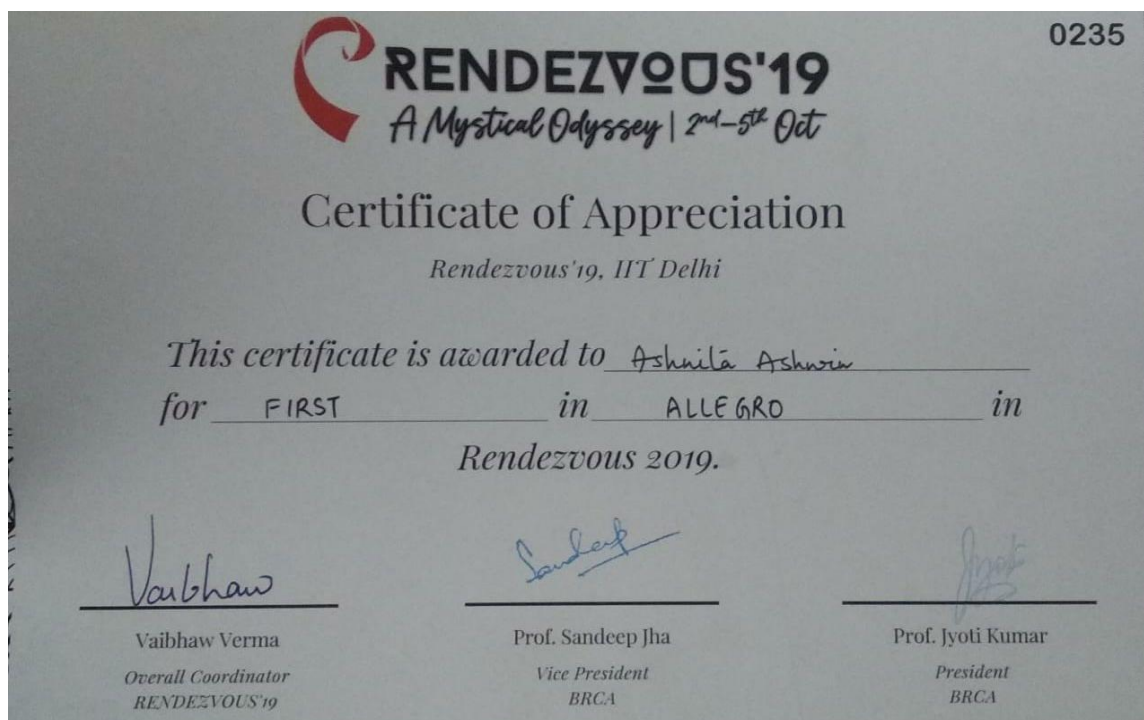 0235
RENDEZVOUS'19
A Mystical Odyssey | 2nd-5th Oct
Certificate of Appreciation
Rendezvous'19, IIT Delhi
This certificate is awarded to Ashnila Ashwin
for FIRST in ALLEGRO in
Rendezvous 2019.
Vaibhaw Sandeep Jyoti
Vaibhaw Verma Prof. Sandeep Jha Prof. Jyoti Kumar
Overall Coordinator Vice President President
RENDEZVOUS'19 BRCA BRCA